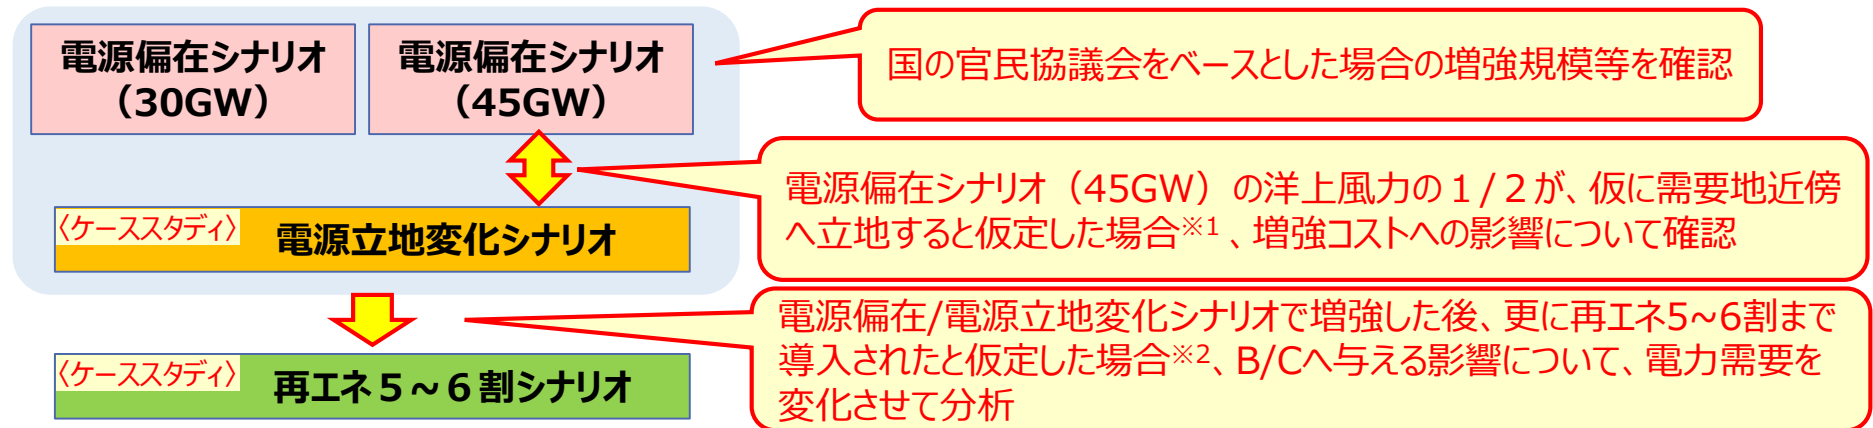 電源偏在シナリオ
（30GW）
電源偏在シナリオ
（45GW）
国の官民協議会をベースとした場合の増強規模等を確認
電源偏在シナリオ（45GW）の洋上風力の１/２が、仮に需要地近傍
へ立地すると仮定した場合※1、増強コストへの影響について確認
〈ケーススタディ〉
電源立地変化シナリオ
電源偏在/電源立地変化シナリオで増強した後、更に再エネ5~6割まで
導入されたと仮定した場合※2、B/Cへ与える影響について、電力需要を
変化させて分析
〈ケーススタディ〉
再エネ５～６割シナリオ